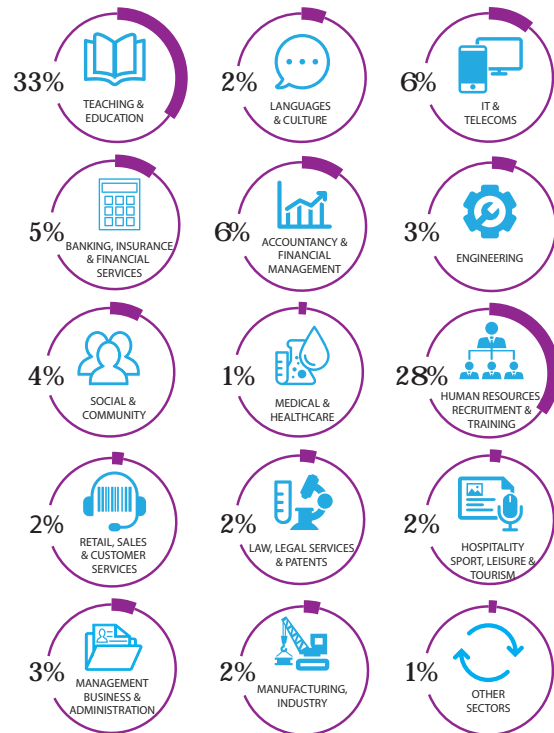 33%
TEACHING &
EDUCATION
2%
LANGUAGES
& CULTURE
6%
IT &
TELECOMS
5%
BANKING, INSURANCE
& FINANCIAL
SERVICES
6%
ACCOUNTANCY &
FINANCIAL
MANAGEMENT
3%
ENGINEERING
4%
SOCIAL &
COMMUNITY
1%
MEDICAL &
HEALTHCARE
28%
HUMAN RESOURCES
RECRUITMENT &
TRAINING
2%
RETAIL, SALES
& CUSTOMER
SERVICES
2%
LAW, LEGAL SERVICES
& PATENTS
2%
HOSPITALITY
SPORT, LEISURE &
TOURISM
3%
MANAGEMENT
BUSINESS &
ADMINISTRATION
2%
MANUFACTURING,
INDUSTRY
1%
OTHER
SECTORS